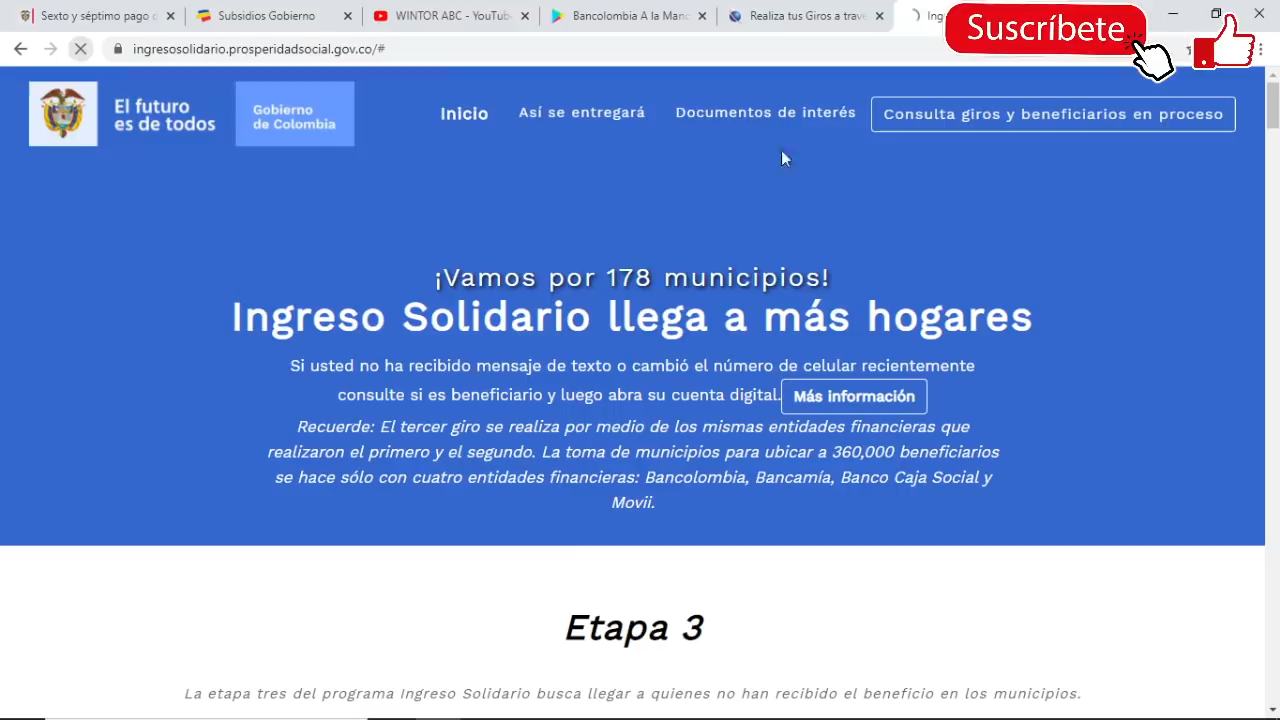 Sexto y séptimo pago d
Subsidios Gobierno
WINTOR ABC - YouTub
Bancolombia A la Manc
Realiza tus Giros a travé
Ing
Suscríbete
ingresosolidario.prosperidadsocial.gov.co/#
El futuro
es de todos
Gobierno
de Colombia
Inicio
Así se entregará
Documentos de interés
Consulta giros y beneficiarios en proceso
¡Vamos por 178 municipios!
Ingreso Solidario llega a más hogares
Si usted no ha recibido mensaje de texto o cambió el número de celular recientemente
consulte si es beneficiario y luego abra su cuenta digital. Más información
Recuerde: El tercer giro se realiza por medio de los mismas entidades financieras que
realizaron el primero y el segundo. La toma de municipios para ubicar a 360,000 beneficiarios
se hace sólo con cuatro entidades financieras: Bancolombia, Bancamía, Banco Caja Social y
Movii.
Etapa 3
La etapa tres del programa Ingreso Solidario busca llegar a quienes no han recibido el beneficio en los municipios.